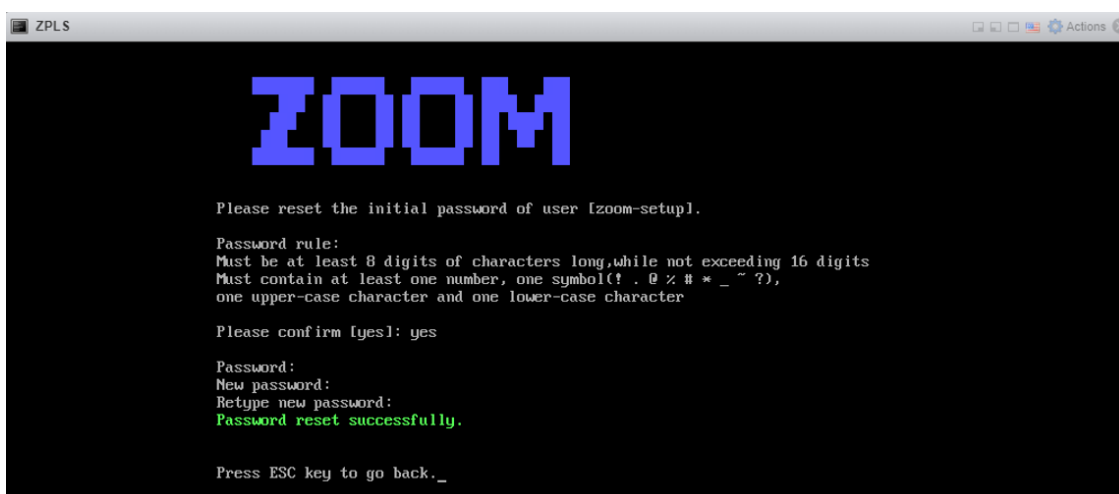 ZPLS
Actions
ZOOM
Please reset the initial password of user [zoom-setup].
Password rule:
Must be at least 8 digits of characters long,while not exceeding 16 digits
Must contain at least one number, one symbol(! . @ % # * _ ~ ?),
one upper-case character and one lower-case character
Please confirm [yes]: yes
Password:
New password:
Retype new password:
Password reset successfully.
Press ESC key to go back._